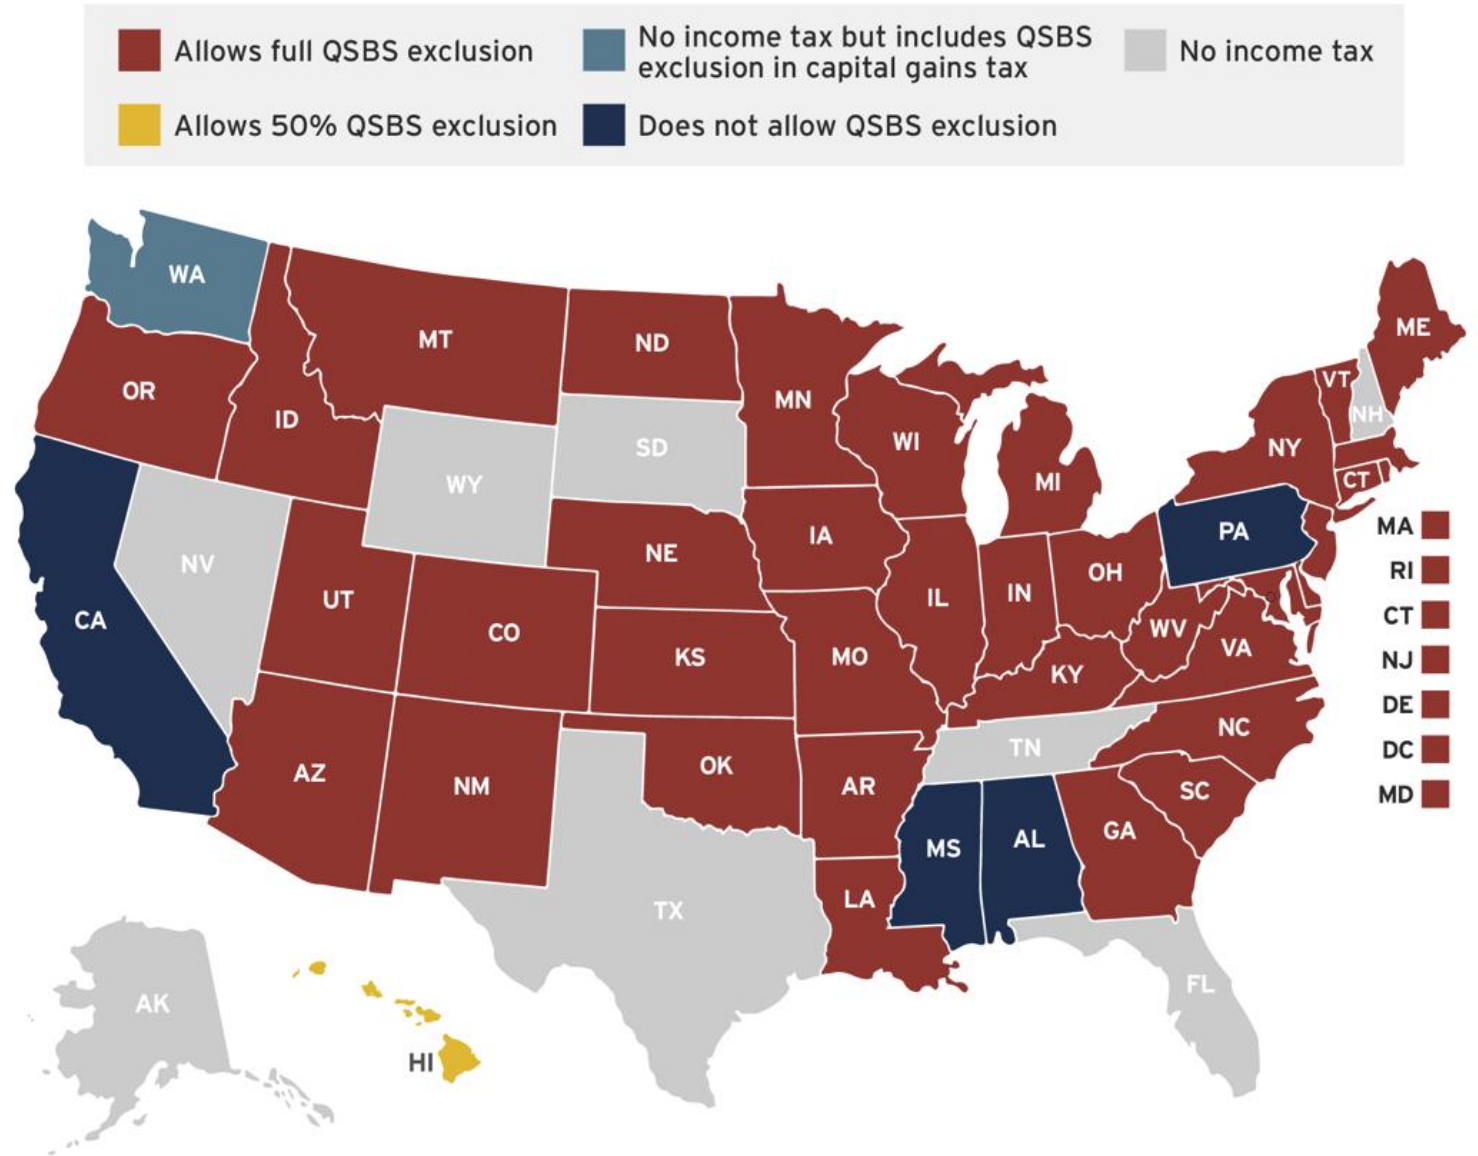 Allows full QSBS exclusion
No income tax but includes QSBS
exclusion in capital gains tax
No income tax
Allows 50% QSBS exclusion
Does not allow QSBS exclusion
WA
MT
ND
ME
OR
ID
MN
VT
NH
SD
WI
NY
WY
MI
CT
IA
PA
MA
NE
NV
UT
OH
RI
IL
IN
CA
CO
WV
CT
KS
MO
VA
NJ
KY
DE
NC
TN
DC
AZ
OK
NM
AR
SC
MD
GA
MS
AL
LA
TX
FL
AK
HI